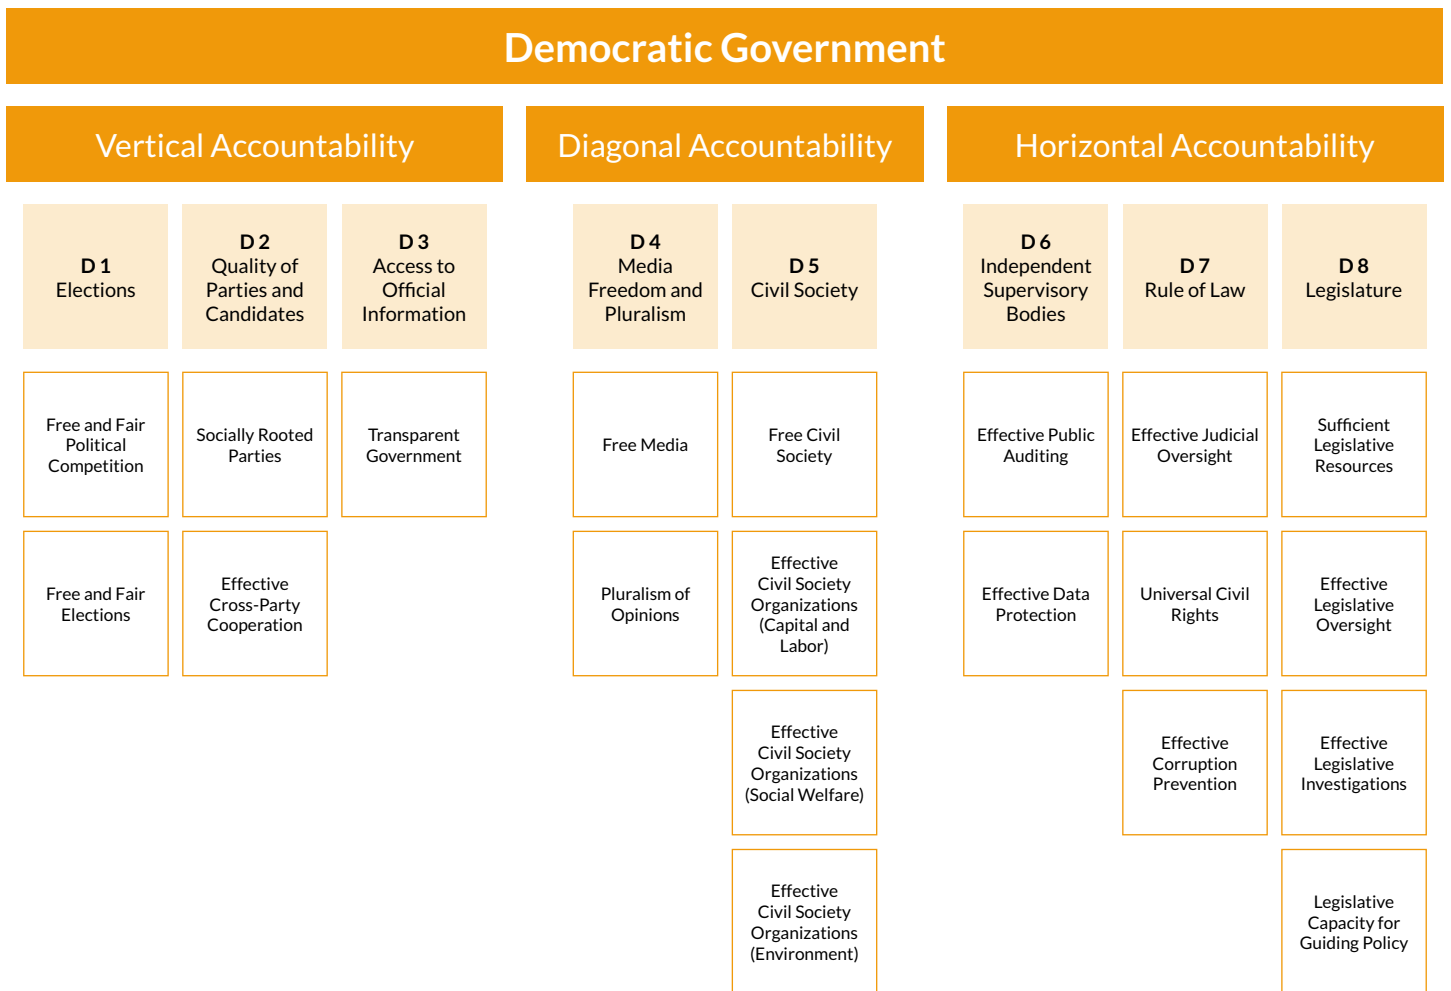 Democratic Government
Vertical Accountability
Diagonal Accountability
Horizontal Accountability
D 1
Elections
D 2
Quality of
Parties and
Candidates
D 3
Access to
Official
Information
D 4
Media
Freedom and
Pluralism
D 5
Civil Society
D 6
Independent
Supervisory
Bodies
D 7
Rule of Law
D 8
Legislature
Free and Fair
Political
Competition
Socially Rooted
Parties
Transparent
Government
Free Media
Free Civil
Society
Effective Public
Auditing
Effective Judicial
Oversight
Sufficient
Legislative
Resources
Free and Fair
Elections
Effective
Cross-Party
Cooperation
Pluralism of
Opinions
Effective
Civil Society
Organizations
(Capital and
Labor)
Effective Data
Protection
Universal Civil
Rights
Effective
Legislative
Oversight
Effective
Civil Society
Organizations
(Social Welfare)
Effective
Corruption
Prevention
Effective
Legislative
Investigations
Effective
Civil Society
Organizations
(Environment)
Legislative
Capacity for
Guiding Policy